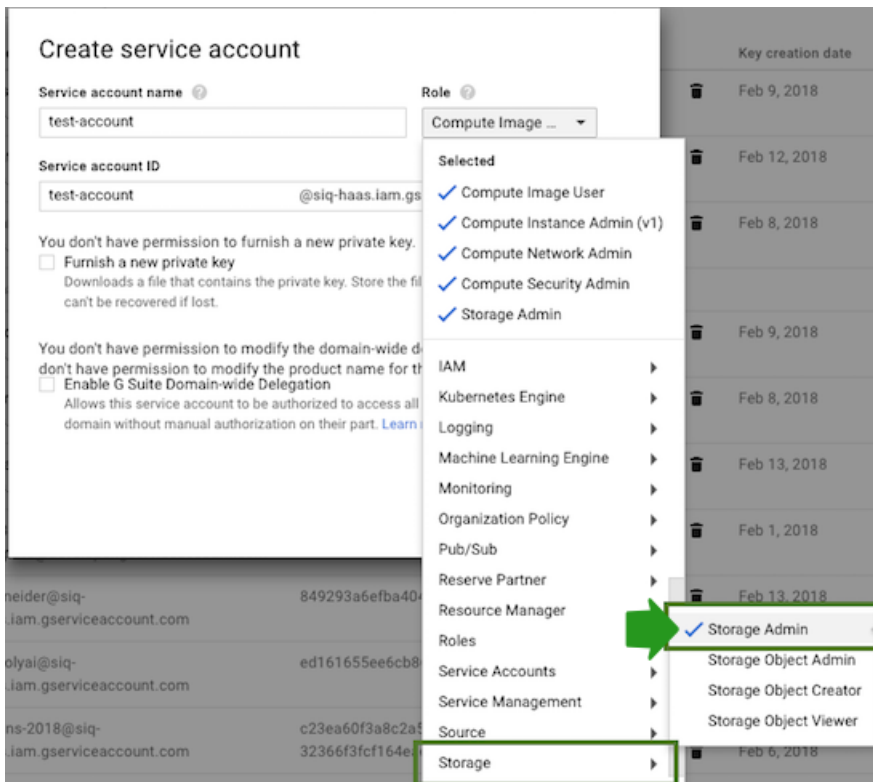 Create service account
Key creation date
Service account name
Role
test-account
Compute Image ...
Feb 9, 2018
Selected
Service account ID
Compute Image User
Feb 12, 2018
test-account
@siq-haas.iam.gs
Compute Instance Admin (v1)
Feb 8, 2018
You don't have permission to furnish a new private key.
Compute Network Admin
Furnish a new private key
Compute Security Admin
Downloads a file that contains the private key. Store the fil
can't be recovered if lost.
Storage Admin
Feb 9, 2018
You don't have permission to modify the domain-wide d
don't have permission to modify the product name for th
IAM
Enable G Suite Domain-wide Delegation
Kubernetes Engine
Feb 8, 2018
Allows this service account to be authorized to access all
domain without manual authorization on their part. Learn
Logging
Machine Learning Engine
Feb 13, 2018
Monitoring
Organization Policy
Feb 1, 2018
Pub/Sub
Reserve Partner
neider@siq-
849293a6efba404
Feb 13, 2018
.iam.gserviceaccount.com
Resource Manager
Storage Admin
Roles
olyai@siq-
ed161655ee6cb8
Storage Object Admin
.iam.gserviceaccount.com
Service Accounts
Storage Object Creator
Service Management
Storage Object Viewer
ns-2018@siq-
c23ea60f3a8c2a5
Source
.iam.gserviceaccount.com
32366f3fcf164e
Feb 6, 2018
Storage